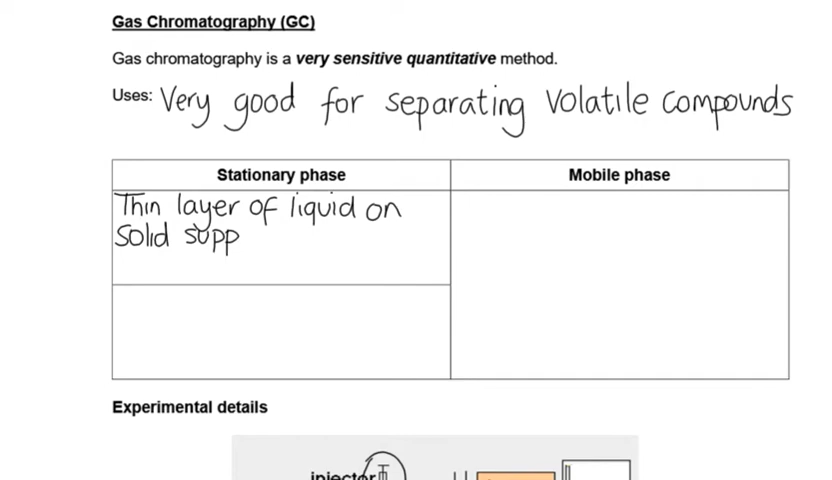 Gas Chromatography (GC)
Gas chromatography is a very sensitive quantitative method.
Uses: Very good for separating volatile compounds
Stationary phase
Mobile phase
Thin layer of liquid on
solid supp
Experimental details
injector